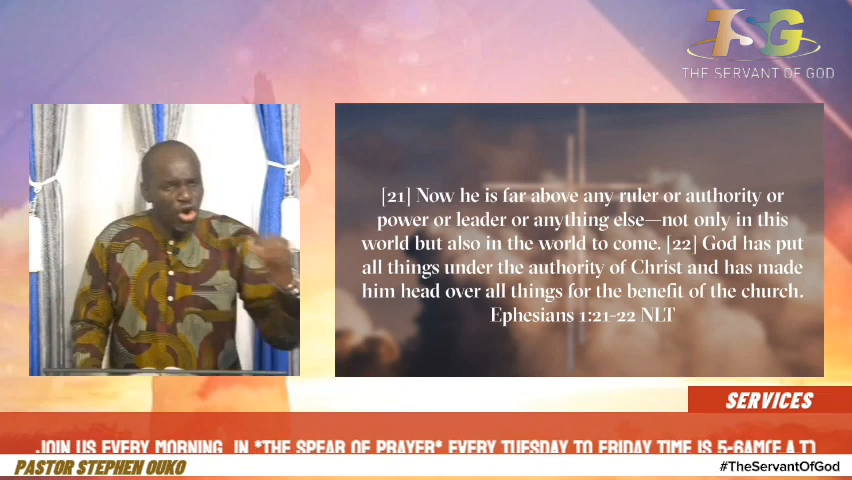 TSG
THE SERVANT OF GOD
[21] Now he is far above any ruler or authority or
power or leader or anything else—not only in this
world but also in the world to come. [22] God has put
all things under the authority of Christ and has made
him head over all things for the benefit of the church.
Ephesians 1:21-22 NLT
SERVICES
JOIN US EVERY MORNING IN *THE SPEAR OF PRAYER* EVERY TUESDAY TO FRIDAY TIME IS 5-6AM(E.A.T)
PASTOR STEPHEN OUKO
#TheServantOfGod